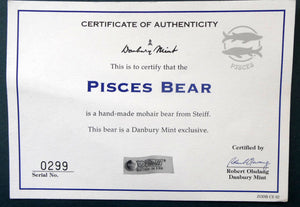 CERTIFICATE OF AUTHENTICITY
PISCES
Danbury Mint
This is to certify that the
PISCES BEAR
is a hand-made mohair bear from Steiff.
This bear is a Danbury Mint exclusive.
0299
Serial No.
Certified by
Robert Obulang
Danbury Mint